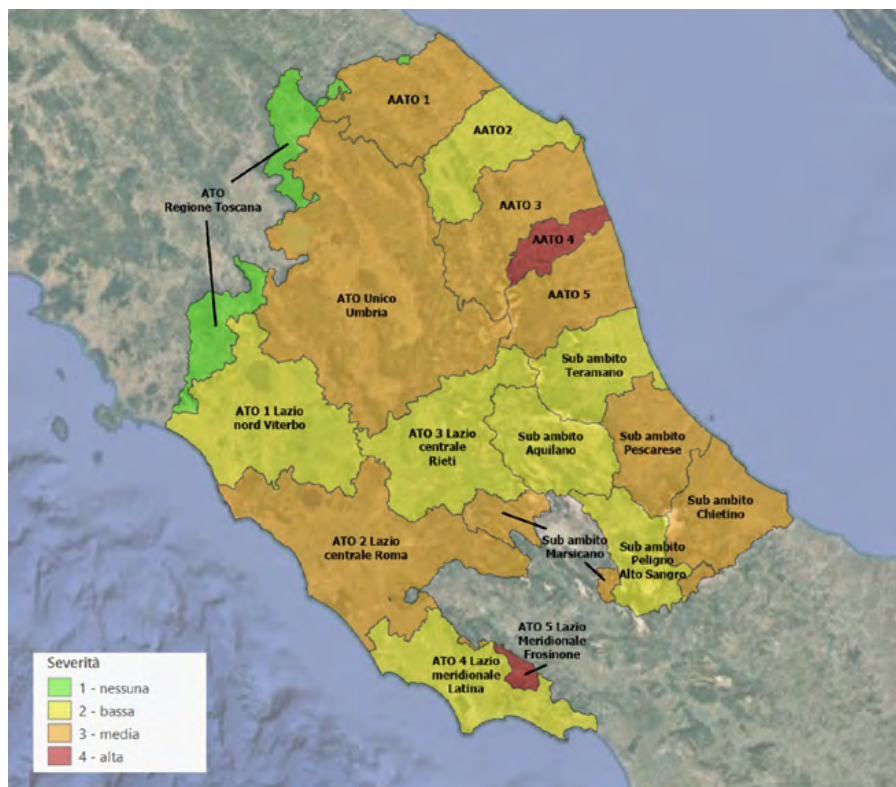 AATO 1
AATO2
ATO
Regione Toscana
AATO 3
AATO 4
AATO 5
ATO Unico
Umbria
Sub ambito
Teramano
ATO 1 Lazio
nord Viterbo
ATO 3 Lazio
centrale
Rieti
Sub ambito
Aquilano
Sub ambito
Pescarese
Sub ambito
Chietino
ATO 2 Lazio
centrale Roma
Sub ambito
Marsicano
Sub ambito
Peligno
Alto Sangro
ATO 5 Lazio
Meridionale
Frosinone
ATO 4 Lazio
meridionale
Latina
Severità
1 - nessuna
2 - bassa
3 - media
4 - alta